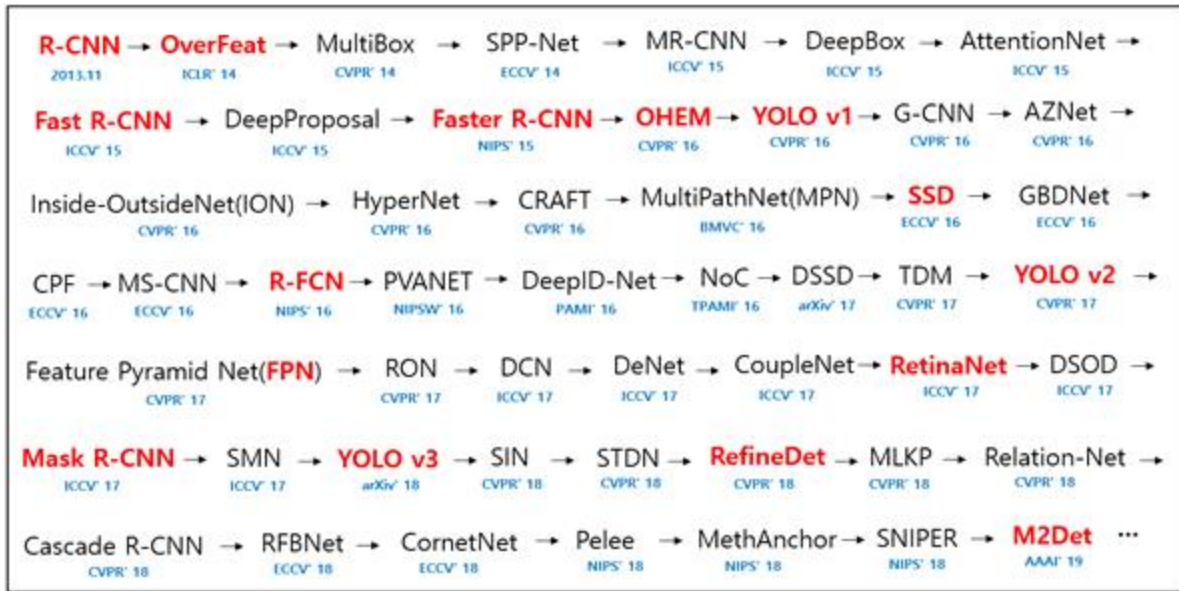 R-CNN → OverFeat → MultiBox → SPP-Net → MR-CNN → DeepBox → AttentionNet →
2013.11 ICLR' 14 CVPR' 14 ECCV' 14 ICCV' 15 ICCV' 15 ICCV' 15
Fast R-CNN → DeepProposal → Faster R-CNN → OHEM → YOLO v1 → G-CNN → AZNet →
ICCV' 15 ICCV' 15 NIPS' 15 CVPR' 16 CVPR' 16 CVPR' 16 CVPR' 16
Inside-OutsideNet(ION) → HyperNet → CRAFT → MultiPathNet(MPN) → SSD → GBDNet →
CVPR' 16 CVPR' 16 CVPR' 16 BMVC' 16 ECCV' 16 ECCV' 16
CPF → MS-CNN → R-FCN → PVANET → DeepID-Net → NoC → DSSD → TDM → YOLO v2 →
ECCV' 16 ECCV' 16 NIPS' 16 NIPSW' 16 PAMI' 16 TPAMI' 16 arXiv' 17 CVPR' 17 CVPR' 17
Feature Pyramid Net(FPN) → RON → DCN → DeNet → CoupleNet → RetinaNet → DSOD →
CVPR' 17 CVPR' 17 ICCV' 17 ICCV' 17 ICCV' 17 ICCV' 17 ICCV' 17
Mask R-CNN → SMN → YOLO v3 → SIN → STDN → RefineDet → MLKP → Relation-Net →
ICCV' 17 ICCV' 17 arXiv' 18 CVPR' 18 CVPR' 18 CVPR' 18 CVPR' 18 CVPR' 18
Cascade R-CNN → RFBNet → CornetNet → Pelee → MethAnchor → SNIPER → M2Det ···
CVPR' 18 ECCV' 18 ECCV' 18 NIPS' 18 NIPS' 18 NIPS' 18 AAAI' 19